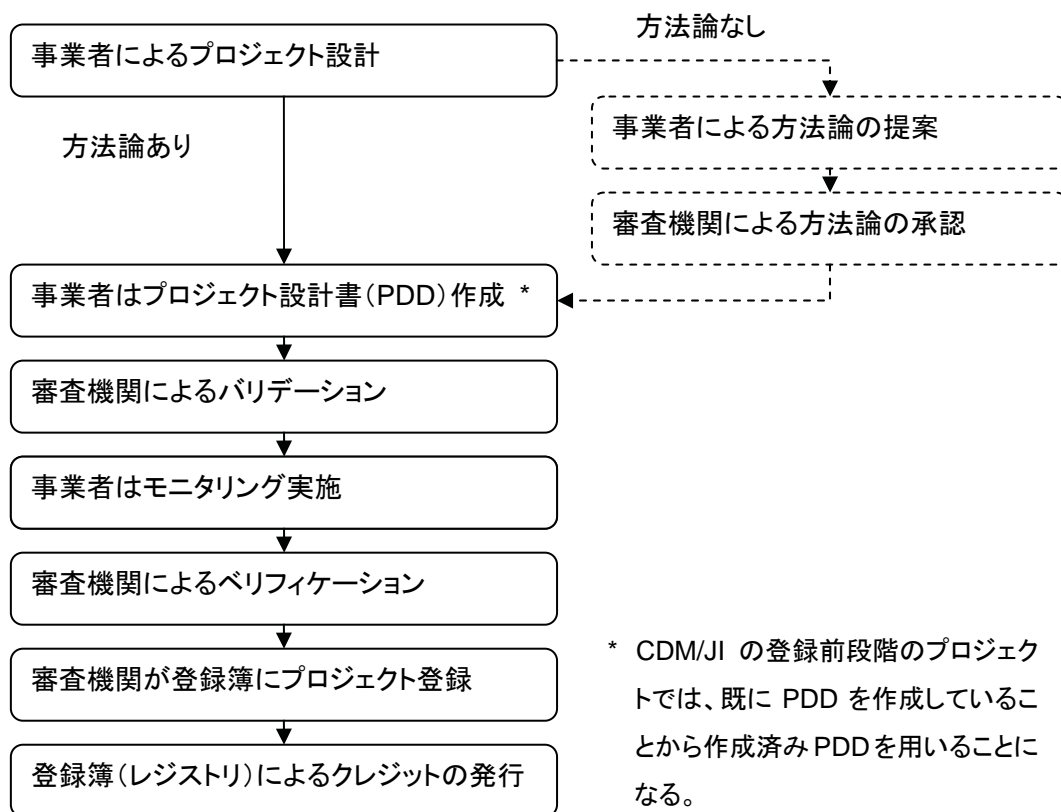 方法論なし
事業者によるプロジェクト設計
事業者による方法論の提案
方法論あり
審査機関による方法論の承認
事業者はプロジェクト設計書(PDD)作成 *
審査機関によるバリデーション
事業者はモニタリング実施
審査機関によるベリフィケーション
審査機関が登録簿にプロジェクト登録
登録簿(レジストリ)によるクレジットの発行
* CDM/JI の登録前段階のプロジェク
トでは、既に PDD を作成しているこ
とから作成済み PDD を用いることに
なる。